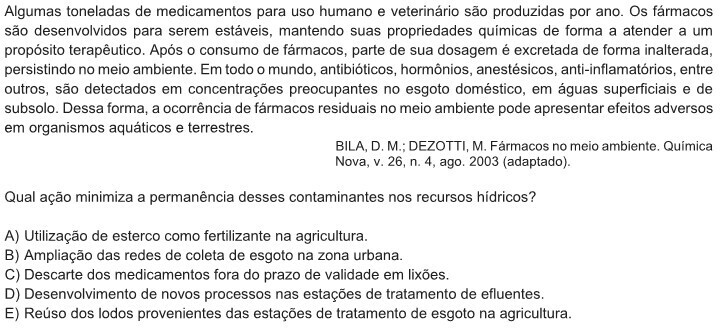 Algumas toneladas de medicamentos para uso humano e veterinário são produzidas por ano. Os fármacos
são desenvolvidos para serem estáveis, mantendo suas propriedades químicas de forma a atender a um
propósito terapêutico. Após o consumo de fármacos, parte de sua dosagem é excretada de forma inalterada,
persistindo no meio ambiente. Em todo o mundo, antibióticos, hormônios, anestésicos, anti-inflamatórios, entre
outros, são detectados em concentrações preocupantes no esgoto doméstico, em águas superficiais e de
subsolo. Dessa forma, a ocorrência de fármacos residuais no meio ambiente pode apresentar efeitos adversos
em organismos aquáticos e terrestres.
BILA, D. M.; DEZOTTI, M. Fármacos no meio ambiente. Química
Nova, v. 26, n. 4, ago. 2003 (adaptado).
Qual ação minimiza a permanência desses contaminantes nos recursos hídricos?
A) Utilização de esterco como fertilizante na agricultura.
B) Ampliação das redes de coleta de esgoto na zona urbana.
C) Descarte dos medicamentos fora do prazo de validade em lixões.
D) Desenvolvimento de novos processos nas estações de tratamento de efluentes.
E) Reúso dos lodos provenientes das estações de tratamento de esgoto na agricultura.